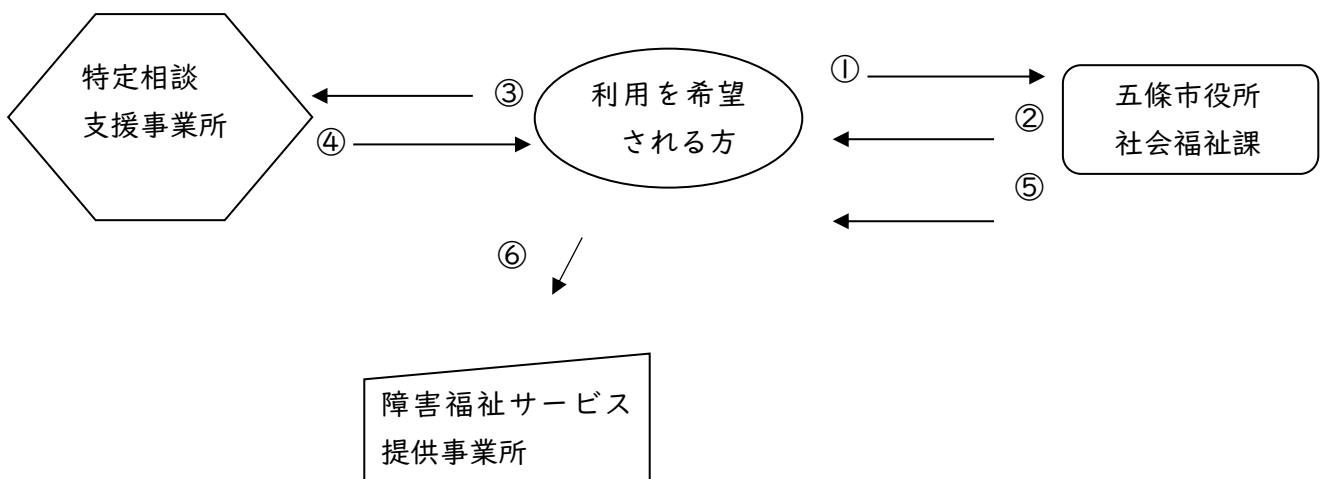 特定相談
支援事業所
③
④
利用を希望
される方
①
②
⑤
五條市役所
社会福祉課
⑥
障害福祉サービス
提供事業所